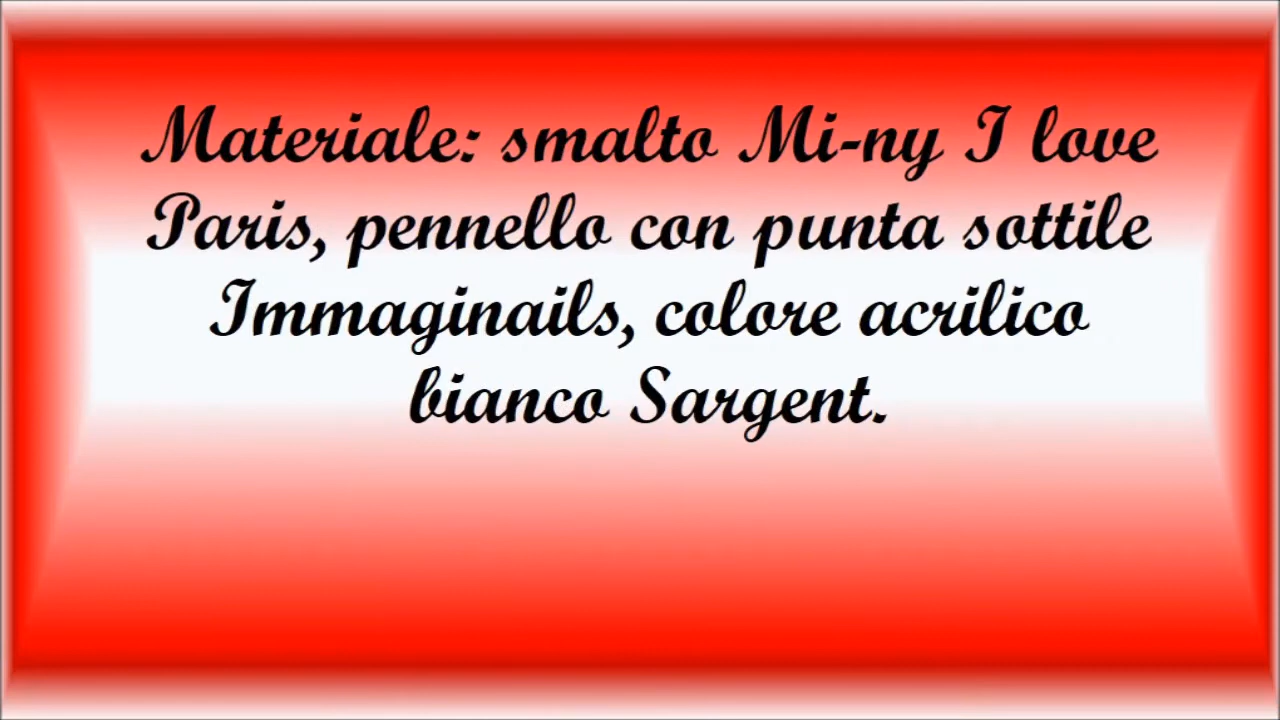 Materiale: smalto Mi-ny I love
Paris, pennello con punta sottile
Immaginails, colore acrilico
bianco Sargent.